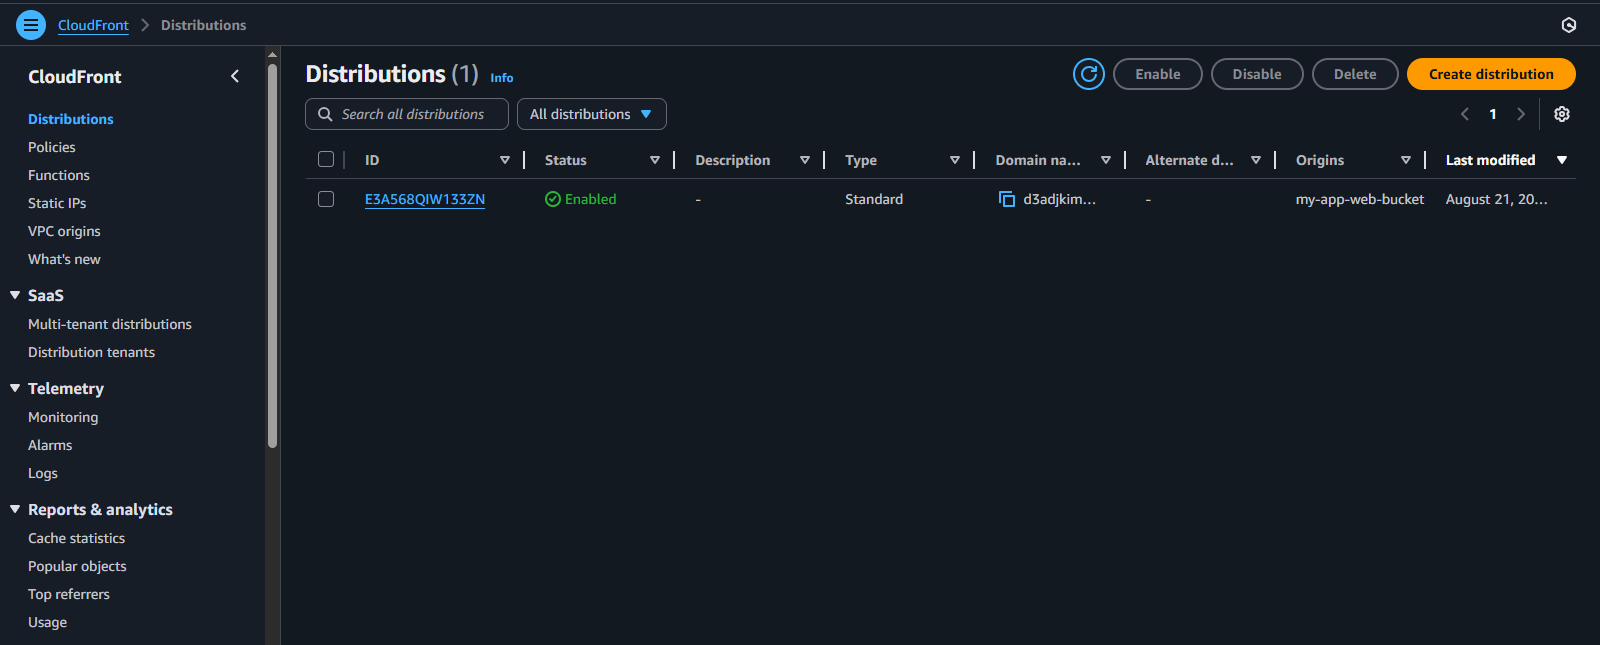 CloudFront > Distributions
CloudFront
Distributions
Policies
Functions
Static IPs
VPC origins
What's new
SaaS
Multi-tenant distributions
Distribution tenants
Telemetry
Monitoring
Alarms
Logs
Reports & analytics
Cache statistics
Popular objects
Top referrers
Usage
Distributions (1) Info
Enable Disable Delete Create distribution
Search all distributions All distributions 1
ID Status Description Type Domain na... Alternate d... Origins Last modified
E3A568QIW133ZN Enabled - Standard d3adjkim... - my-app-web-bucket August 21, 20...